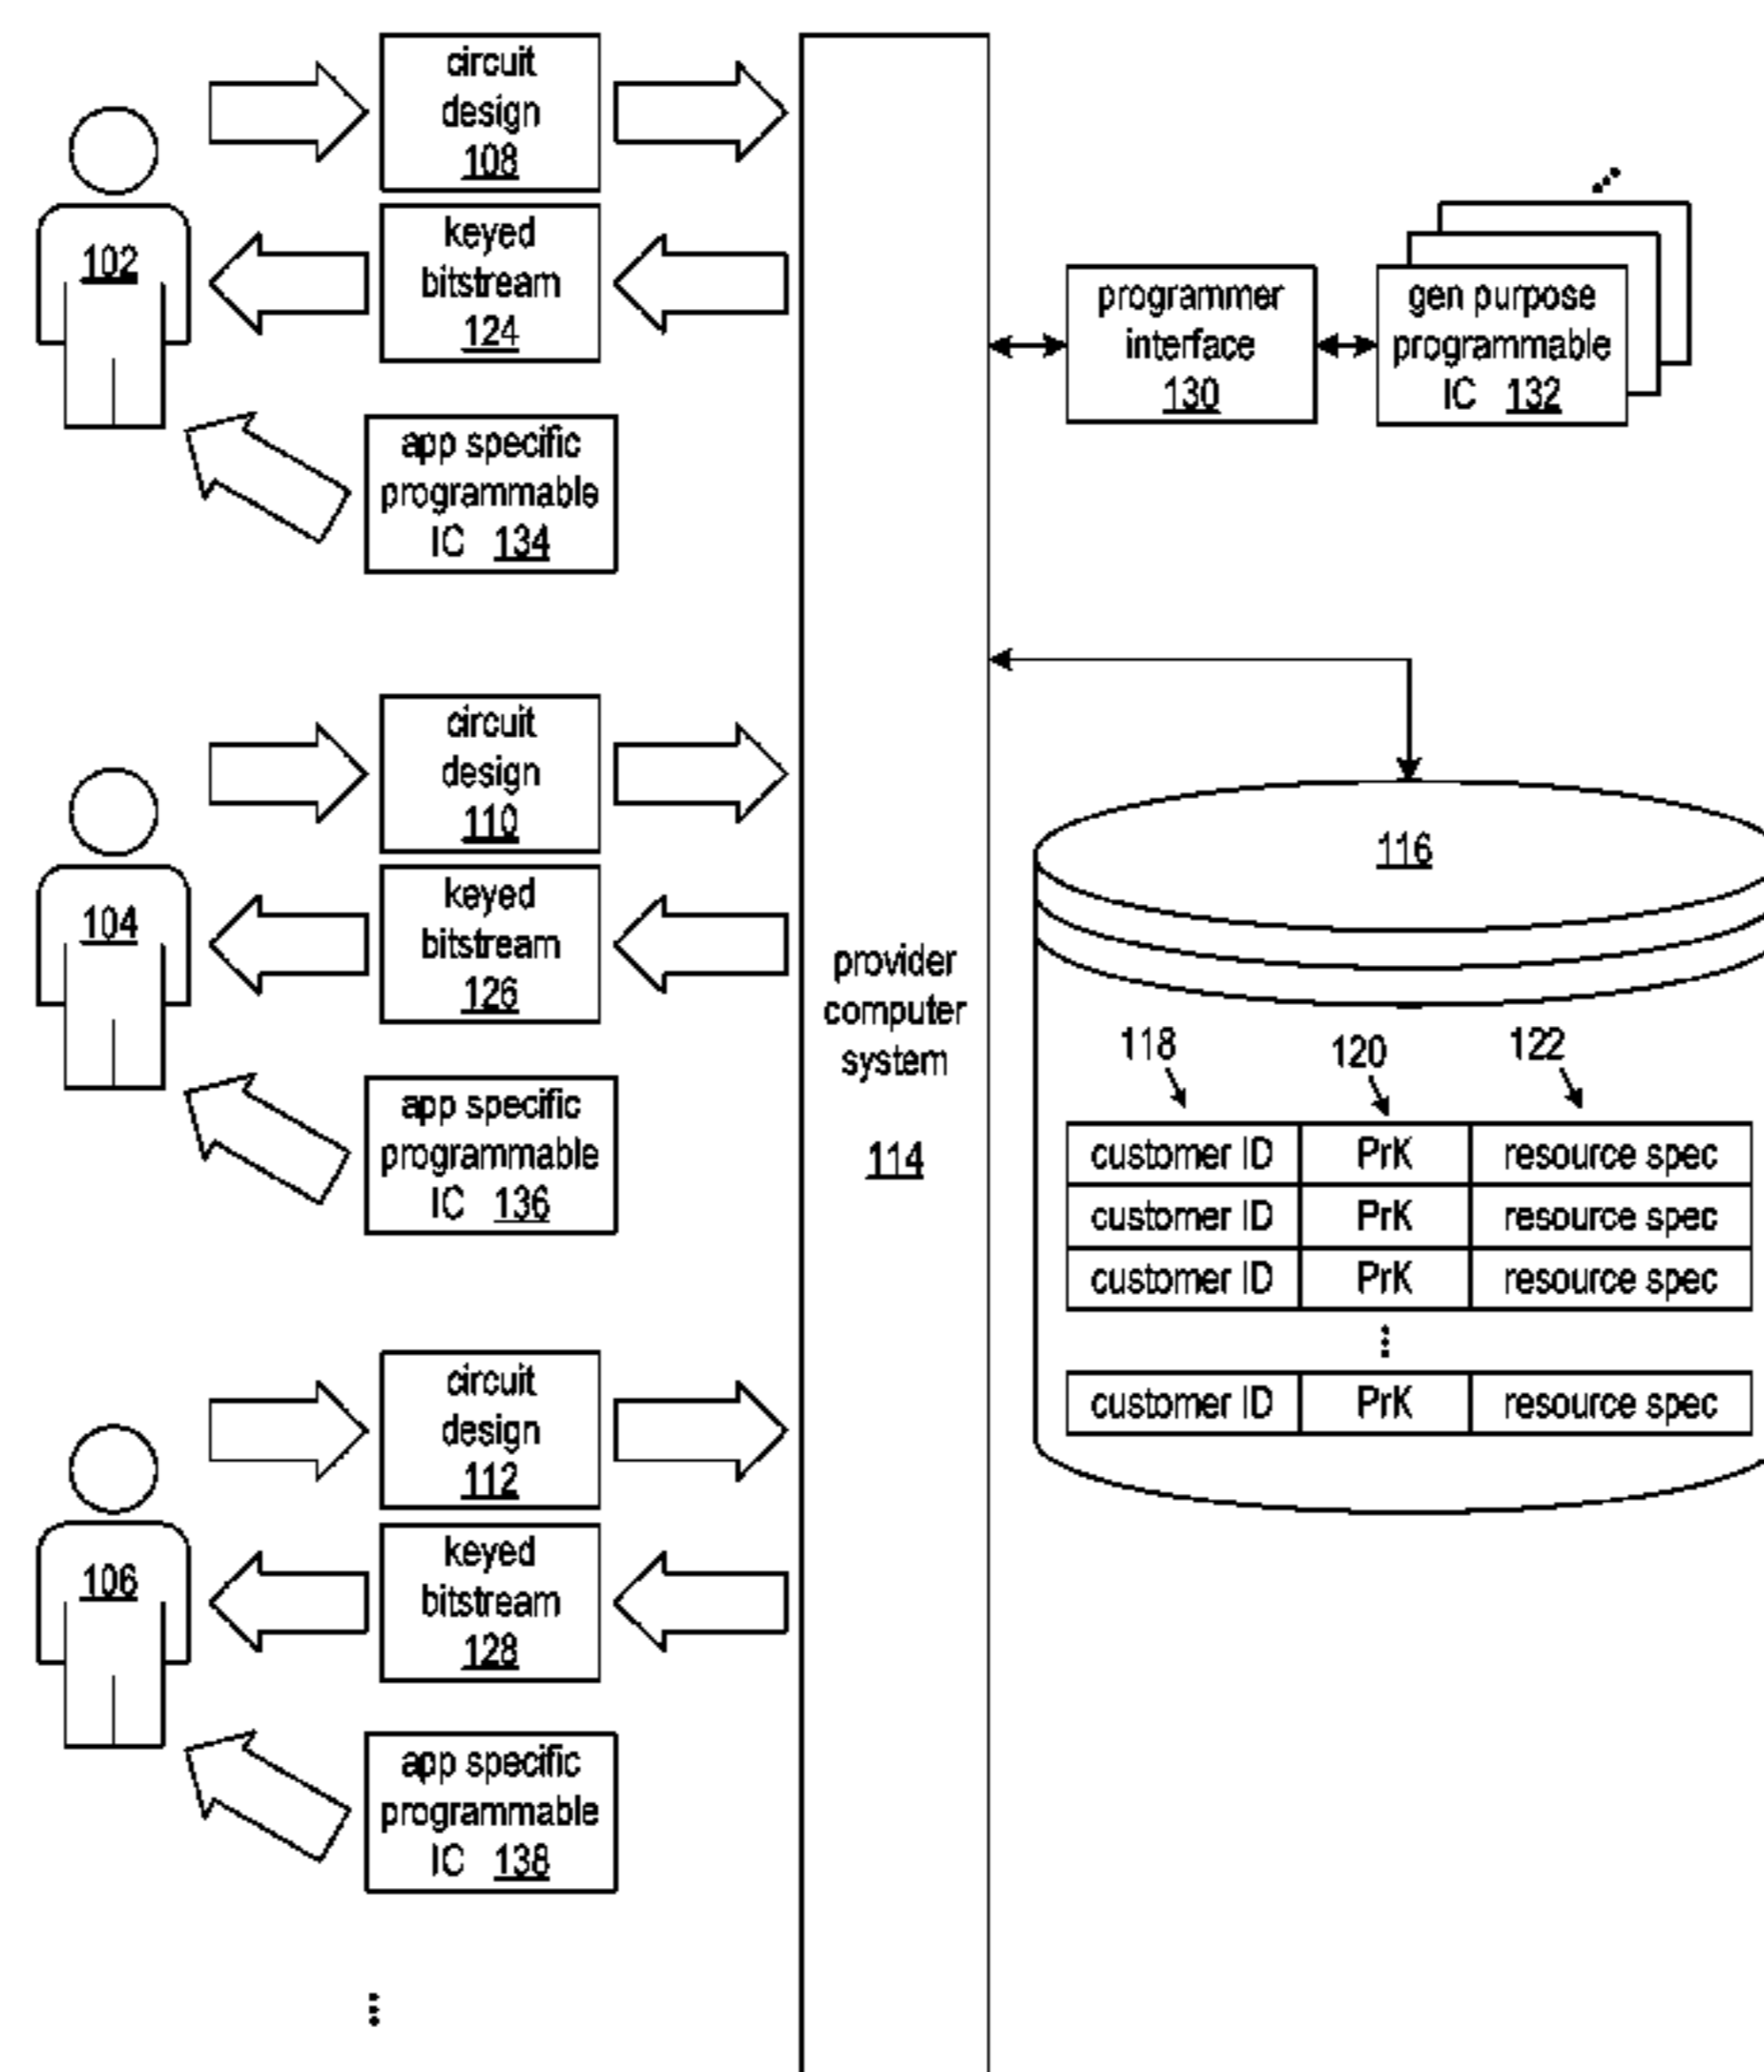 circuit
design
108
keyed
bitstream
124
102
app specific
programmable
IC 134
circuit
design
110
keyed
bitstream
126
104
app specific
programmable
IC 136
circuit
design
112
keyed
bitstream
128
106
app specific
programmable
IC 138
provider
computer
system
114
programmer
interface
130
gen purpose
programmable
IC 132
116
118
120
122
customer ID PrK resource spec
customer ID PrK resource spec
customer ID PrK resource spec
customer ID PrK resource spec